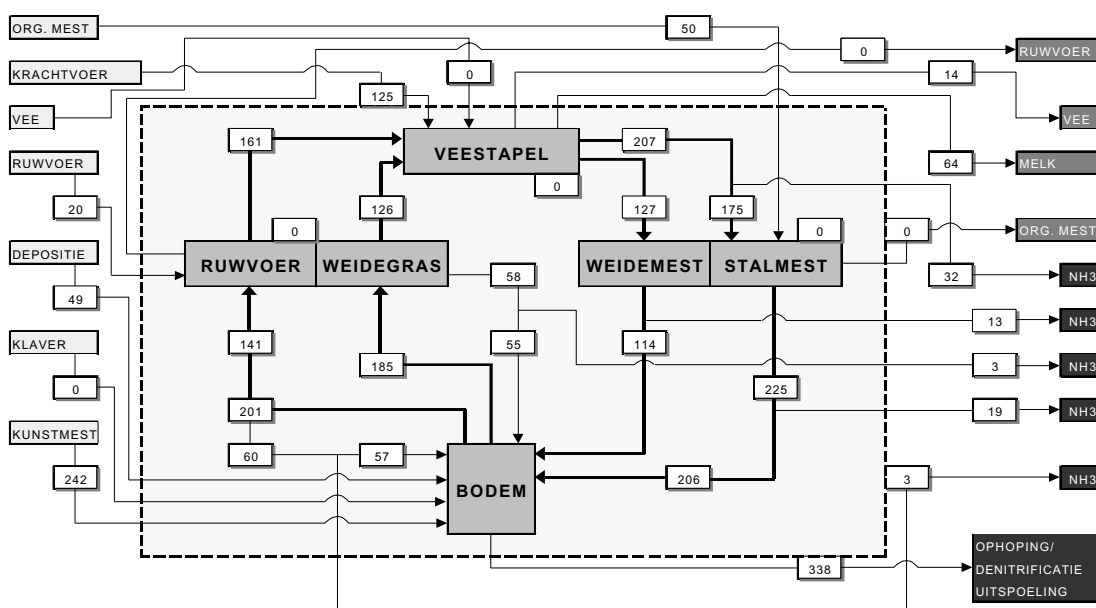 ORG. MEST
50
0
RUWVOER
KRACHTVOER
0
14
125
VEE
VEE
161
VEESTAPEL
207
RUWVOER
64
MELK
0
20
126
127
175
0
0
0
ORG. MEST
DEPOSITIE
RUWVOER
WEIDEGRAS
WEIDEMEST
STALMEST
58
32
NH3
49
13
NH3
KLAVER
141
55
114
185
3
NH3
0
225
201
19
NH3
KUNSTMEST
60
57
242
BODEM
206
3
NH3
338
OPHOPING/
DENITRIFICATIE
UITSPOELING